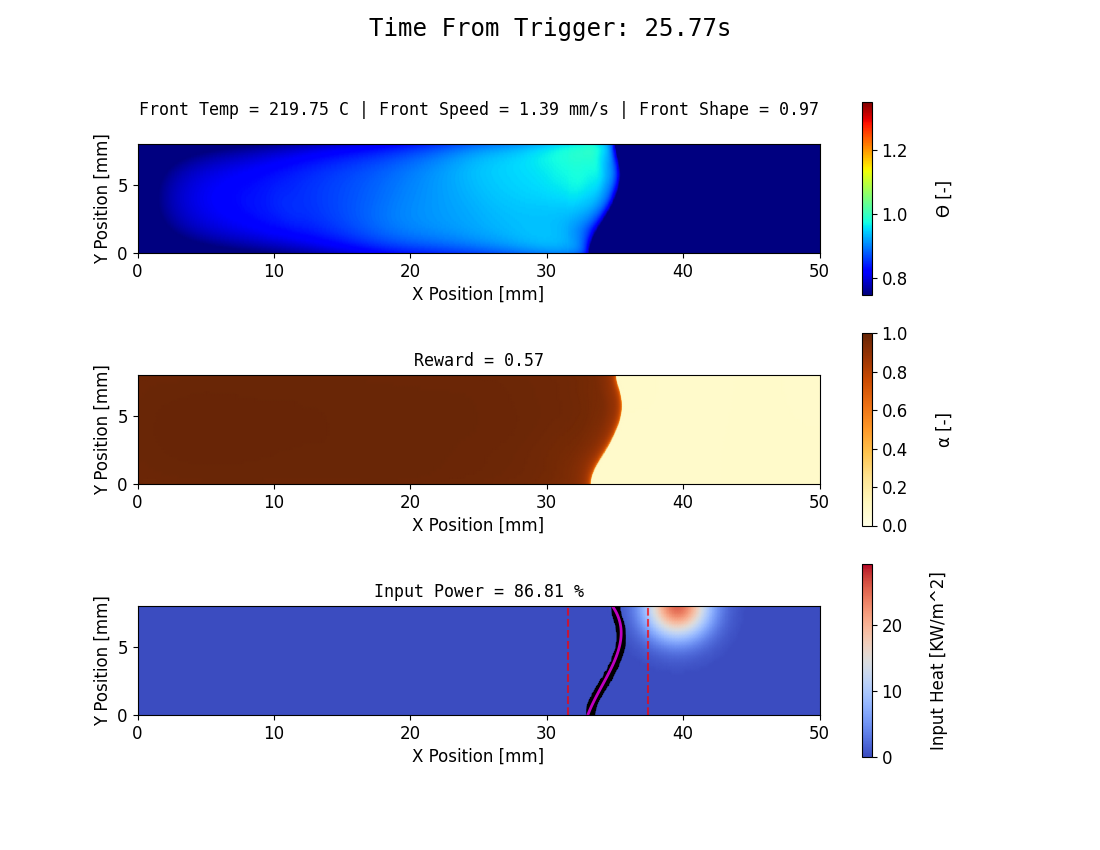 Time From Trigger: 25.77s
Front Temp = 219.75 C | Front Speed = 1.39 mm/s | Front Shape = 0.97
Y Position [mm]
5
0
0 10 20 30 40 50
X Position [mm]
1.2
1.0
0.8
Θ [-]
Reward = 0.57
Y Position [mm]
5
0
0 10 20 30 40 50
X Position [mm]
1.0
0.8
0.6
0.4
0.2
0.0
α [-]
Input Power = 86.81 %
Y Position [mm]
5
0
0 10 20 30 40 50
X Position [mm]
20
10
0
Input Heat [KW/m^2]